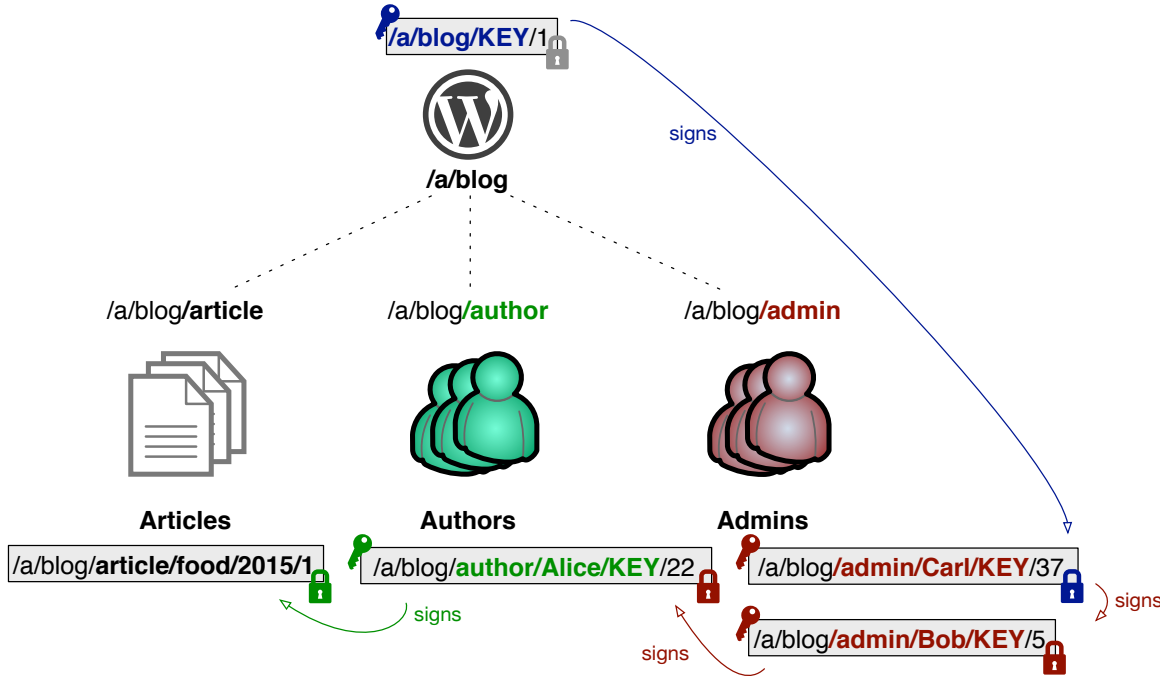 /a/blog/KEY/1
signs
/a/blog
/a/blog/article
/a/blog/author
/a/blog/admin
Articles
Authors
Admins
/a/blog/article/food/2015/1
/a/blog/author/Alice/KEY/22
/a/blog/admin/Carl/KEY/37
signs
signs
/a/blog/admin/Bob/KEY/5
signs